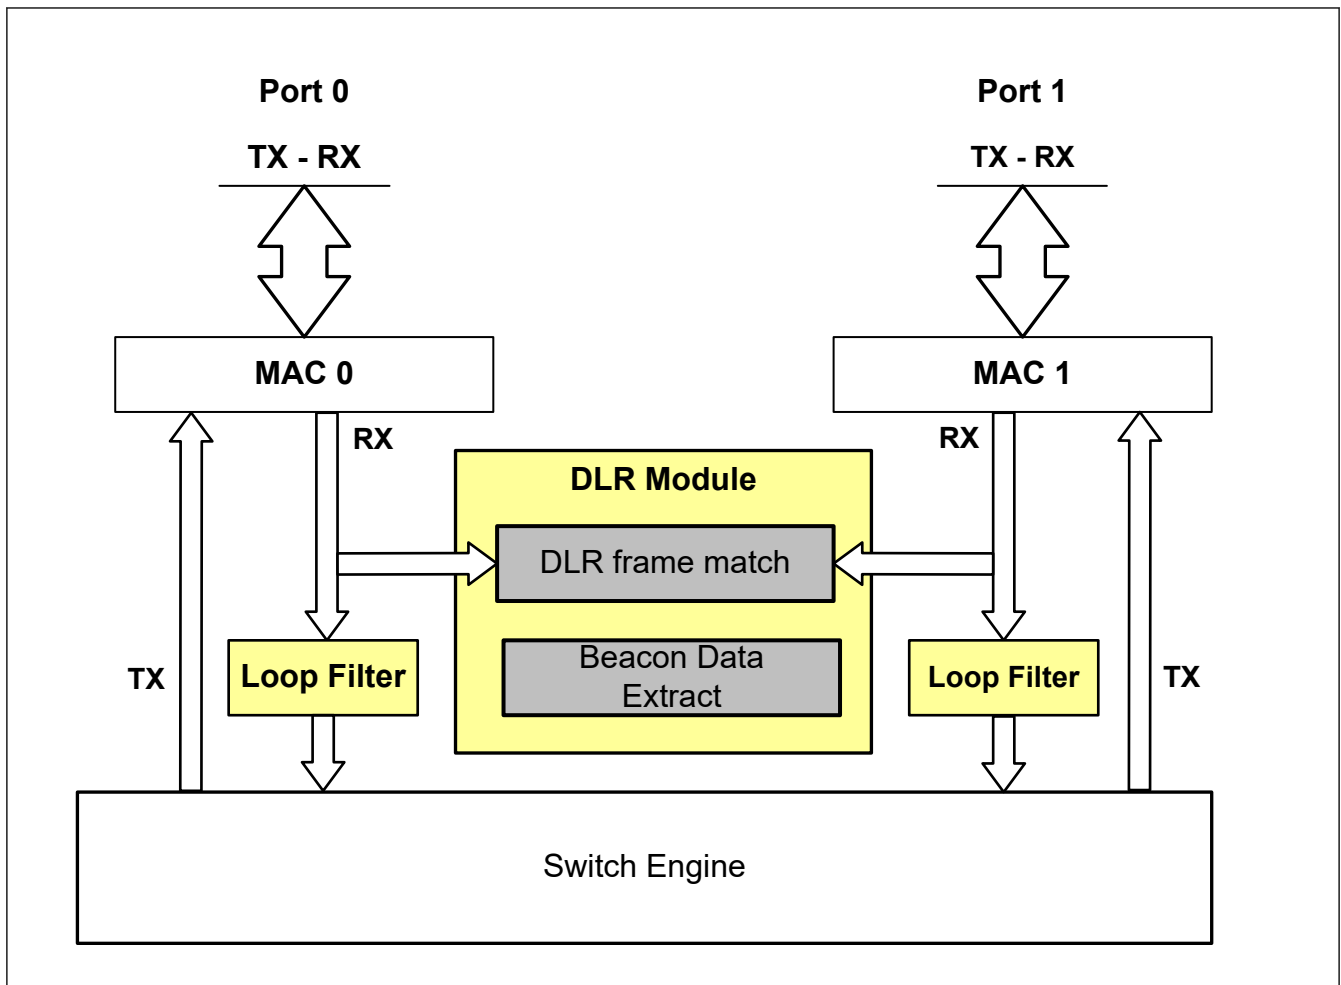 Port 0
Port 1
TX - RX
TX - RX
MAC 0
MAC 1
RX
RX
DLR Module
DLR frame match
Beacon Data
Extract
Loop Filter
Loop Filter
TX
TX
Switch Engine